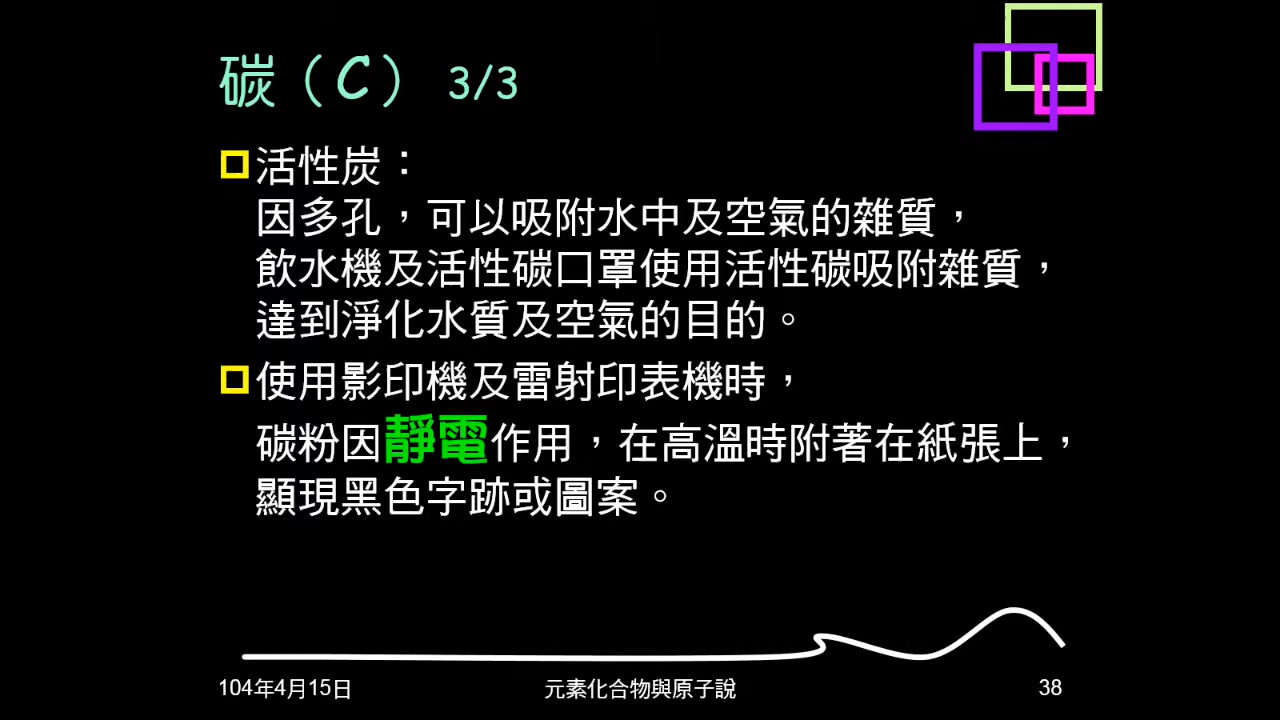 碳（C） 3/3
活性炭：
因多孔，可以吸附水中及空氣的雜質，
飲水機及活性碳口罩使用活性碳吸附雜質，
達到淨化水質及空氣的目的。
使用影印機及雷射印表機時，
碳粉因靜電作用，在高溫時附著在紙張上，
顯現黑色字跡或圖案。
104年4月15日
元素化合物與原子說
38